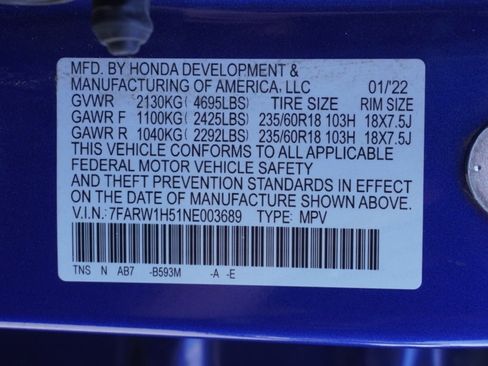 MFD. BY HONDA DEVELOPMENT &
MANUFACTURING OF AMERICA, LLC 01/'22
GVWR 2130KG (4695LBS) TIRE SIZE RIM SIZE
GAWR F 1100KG (2425LBS) 235/60R18 103H 18X7.5J
GAWR R 1040KG (2292LBS) 235/60R18 103H 18X7.5J
THIS VEHICLE CONFORMS TO ALL APPLICABLE
FEDERAL MOTOR VEHICLE SAFETY
AND THEFT PREVENTION STANDARDS IN EFFECT
ON THE DATE OF MANUFACTURE SHOWN ABOVE.
V.I.N.: 7FARW1H51NE003689 TYPE: MPV
TNS N AB7 -B593M -A -E